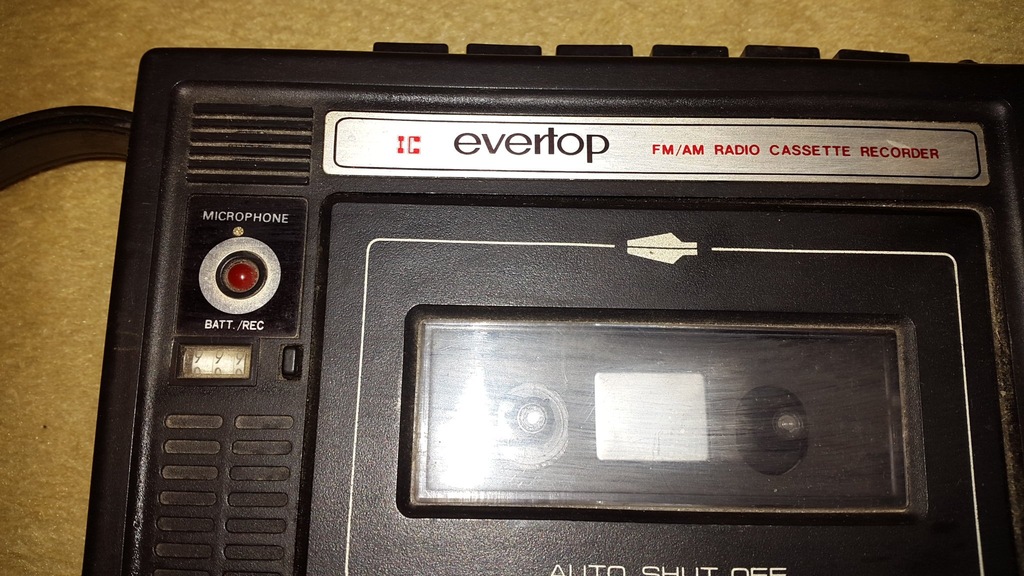 IC evertop FM/AM RADIO CASSETTE RECORDER
MICROPHONE
BATT./REC
AUTO SHUT OFF